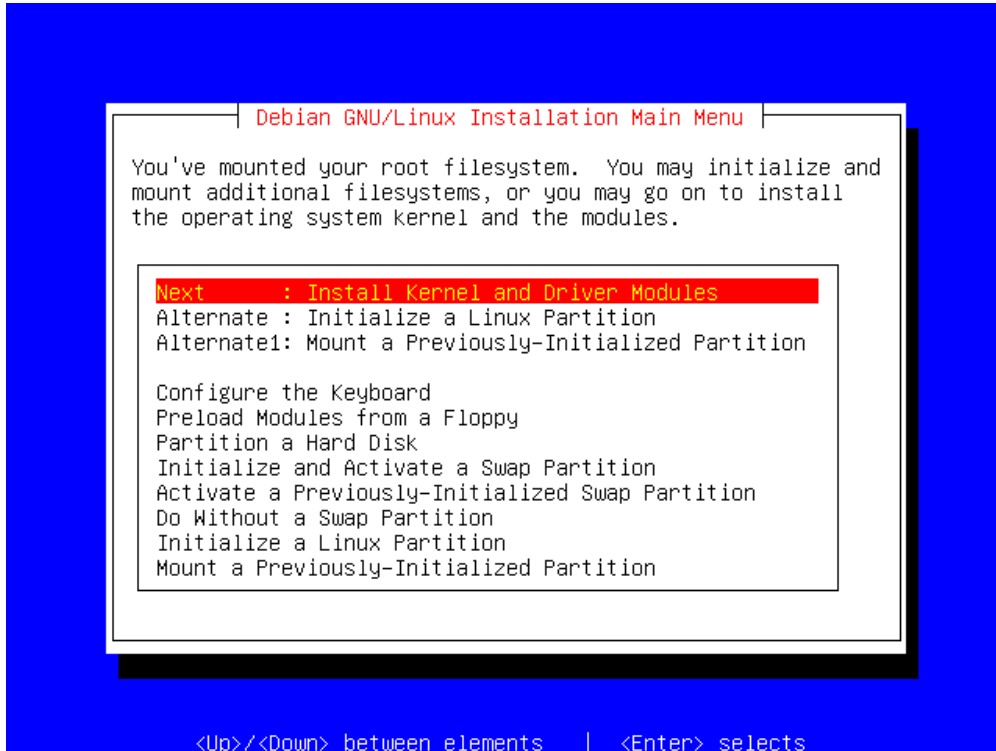 Debian GNU/Linux Installation Main Menu
You've mounted your root filesystem.  You may initialize and
mount additional filesystems, or you may go on to install
the operating system kernel and the modules.
Next      : Install Kernel and Driver Modules
Alternate : Initialize a Linux Partition
Alternate1: Mount a Previously-Initialized Partition
Configure the Keyboard
Preload Modules from a Floppy
Partition a Hard Disk
Initialize and Activate a Swap Partition
Activate a Previously-Initialized Swap Partition
Do Without a Swap Partition
Initialize a Linux Partition
Mount a Previously-Initialized Partition
<Up>/<Down> between elements   |  <Enter> selects